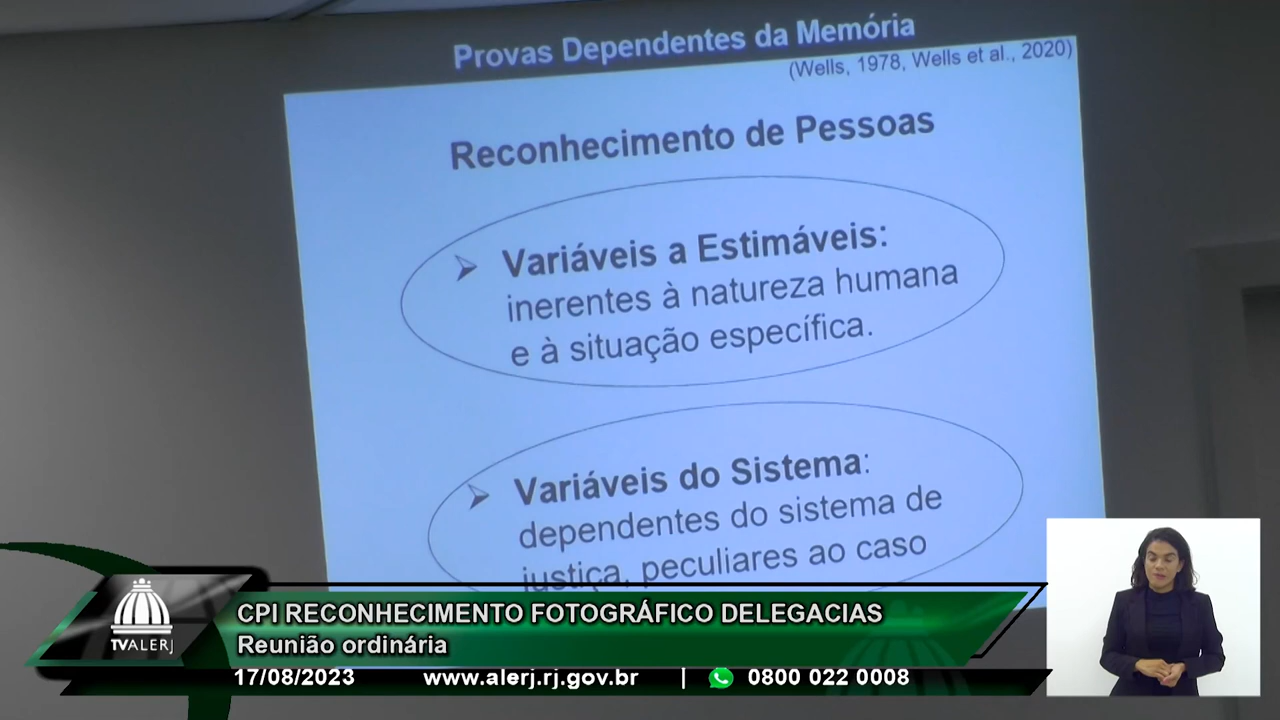 Provas Dependentes da Memória
(Wells, 1978, Wells et al., 2020)
Reconhecimento de Pessoas
Variáveis a Estimáveis:
inerentes à natureza humana
e à situação específica.
Variáveis do Sistema:
dependentes do sistema de
justiça, peculiares ao caso
TVALERJ
CPI RECONHECIMENTO FOTOGRÁFICO DELEGACIAS
Reunião ordinária
17/08/2023 www.alerj.rj.gov.br | 0800 022 0008